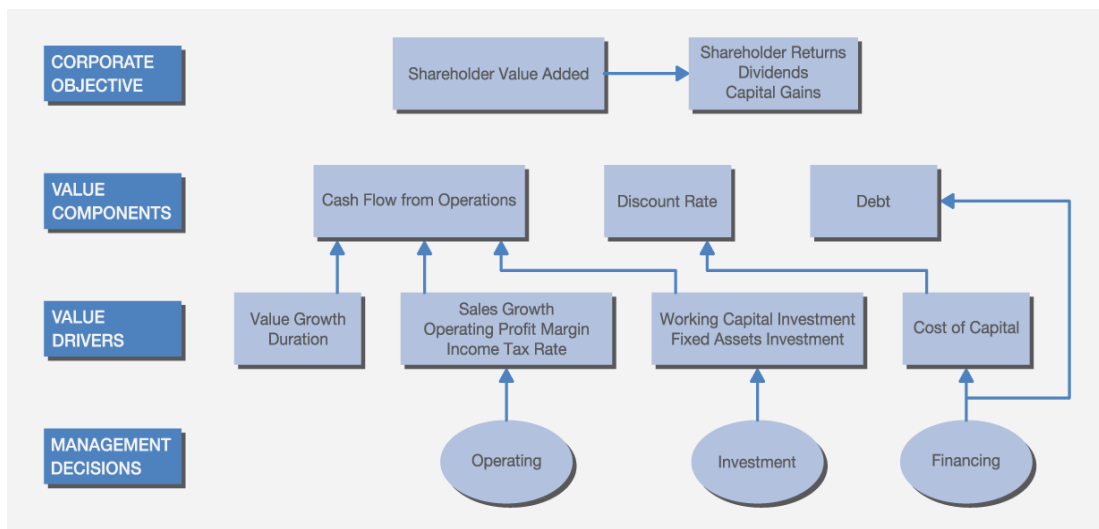 CORPORATE
OBJECTIVE
Shareholder Value Added
Shareholder Returns
Dividends
Capital Gains
VALUE
COMPONENTS
Cash Flow from Operations
Discount Rate
Debt
VALUE
DRIVERS
Value Growth
Duration
Sales Growth
Operating Profit Margin
Income Tax Rate
Working Capital Investment
Fixed Assets Investment
Cost of Capital
MANAGEMENT
DECISIONS
Operating
Investment
Financing